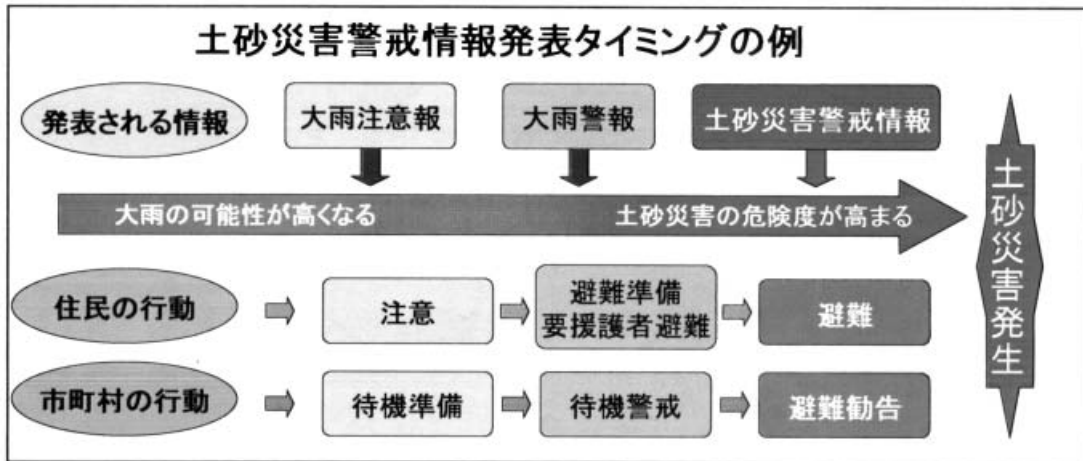 土砂災害警戒情報発表タイミングの例
発表される情報
大雨注意報
大雨警報
土砂災害警戒情報
大雨の可能性が高くなる
土砂災害の危険度が高まる
住民の行動
注意
避難準備
要援護者避難
避難
市町村の行動
待機準備
待機警戒
避難勧告
土砂災害発生